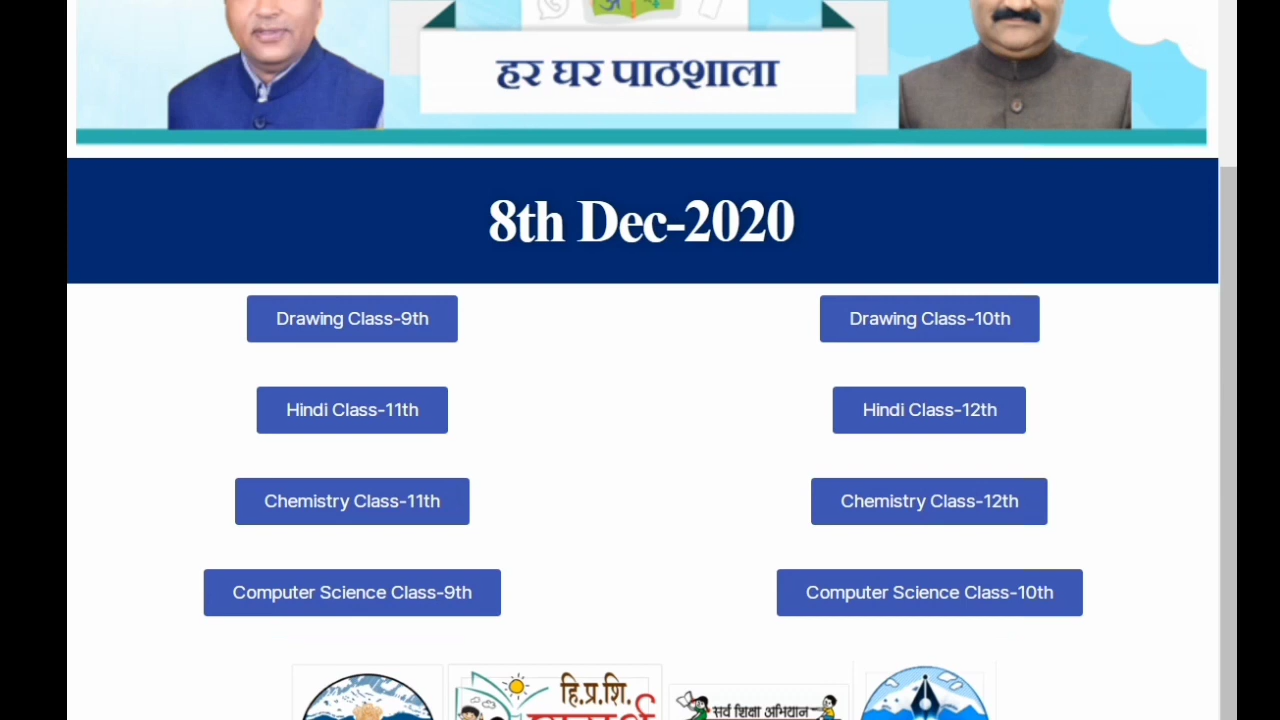 हर घर पाठशाला
8th Dec-2020
Drawing Class-9th
Drawing Class-10th
Hindi Class-11th
Hindi Class-12th
Chemistry Class-11th
Chemistry Class-12th
Computer Science Class-9th
Computer Science Class-10th
हि.प्र.शि.
सर्व शिक्षा अभियान